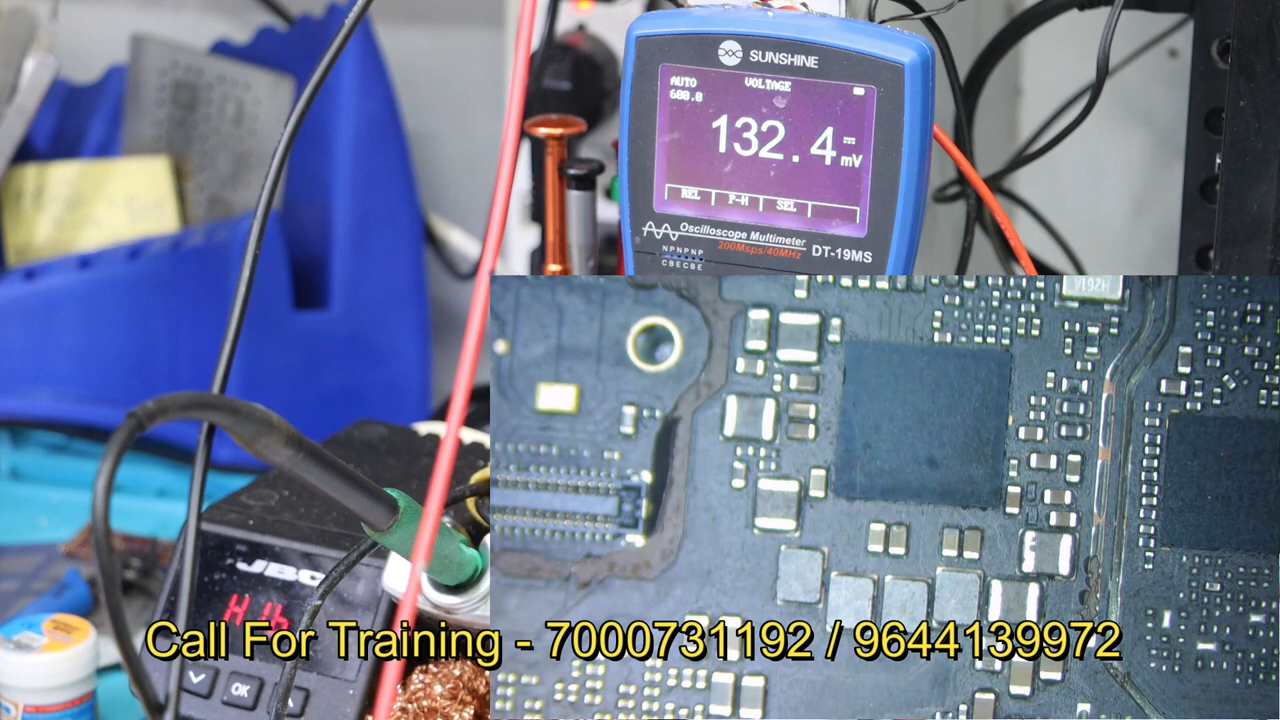 SUNSHINE
AUTO VOLTAGE
600.0
132.4 mV
REL P-H SEL
Oscilloscope Multimeter
200Msps/40MHz DT-19MS
NPNPNP
CBECBE
JBC
OK
Call For Training - 7000731192 / 9644139972